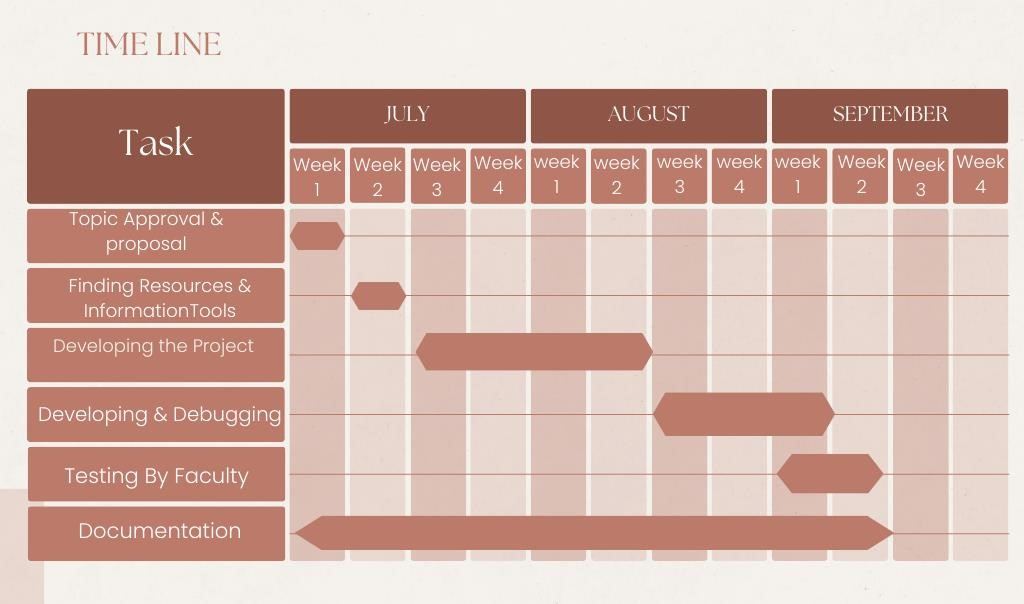 TIME LINE
Task
JULY
AUGUST
SEPTEMBER
Week 1
Week 2
Week 3
Week 4
week 1
week 2
week 3
week 4
week 1
Week 2
Week 3
Week 4
Topic Approval &
proposal
Finding Resources &
InformationTools
Developing the Project
Developing & Debugging
Testing By Faculty
Documentation